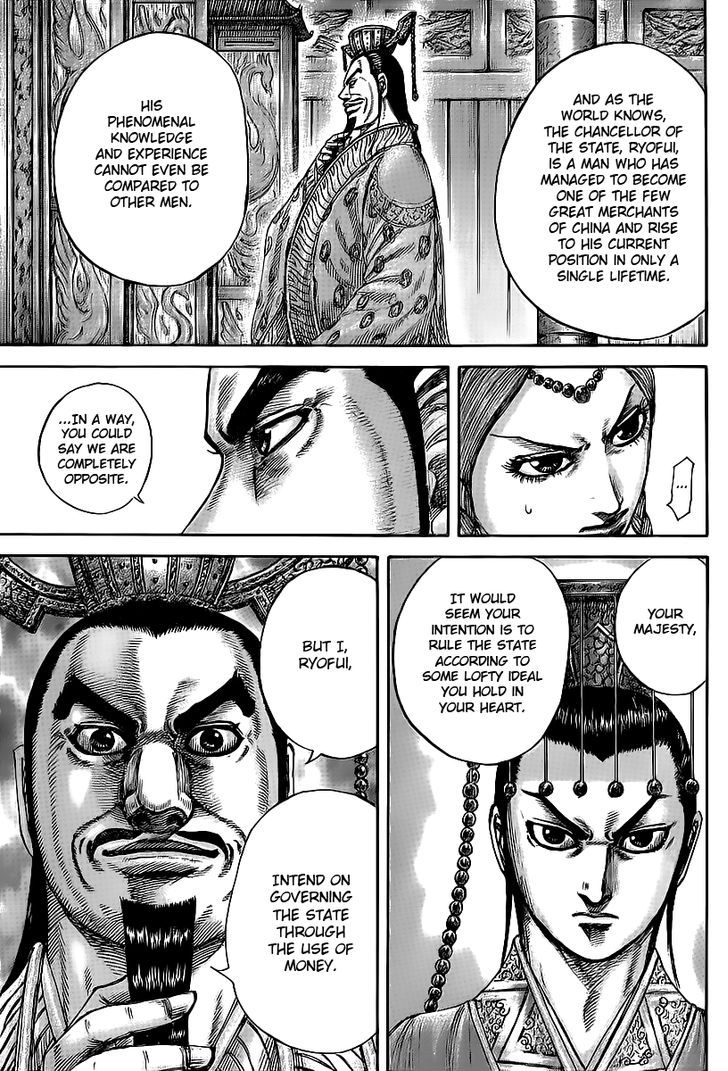 AND AS THE
WORLD KNOWS,
THE CHANCELLOR OF
THE STATE, RYOFUI,
IS A MAN WHO HAS
MANAGED TO BECOME
ONE OF THE FEW
GREAT MERCHANTS
OF CHINA AND RISE
TO HIS CURRENT
POSITION IN ONLY A
SINGLE LIFETIME.
HIS
PHENOMENAL
KNOWLEDGE
AND EXPERIENCE
CANNOT EVEN BE
COMPARED TO
OTHER MEN.
...
...IN A WAY,
YOU COULD
SAY WE ARE
COMPLETELY
OPPOSITE.
YOUR
MAJESTY,
IT WOULD
SEEM YOUR
INTENTION IS TO
RULE THE STATE
ACCORDING TO
SOME LOFTY IDEAL
YOU HOLD IN
YOUR HEART.
BUT I,
RYOFUI,
INTEND ON
GOVERNING
THE STATE
THROUGH
THE USE OF
MONEY.